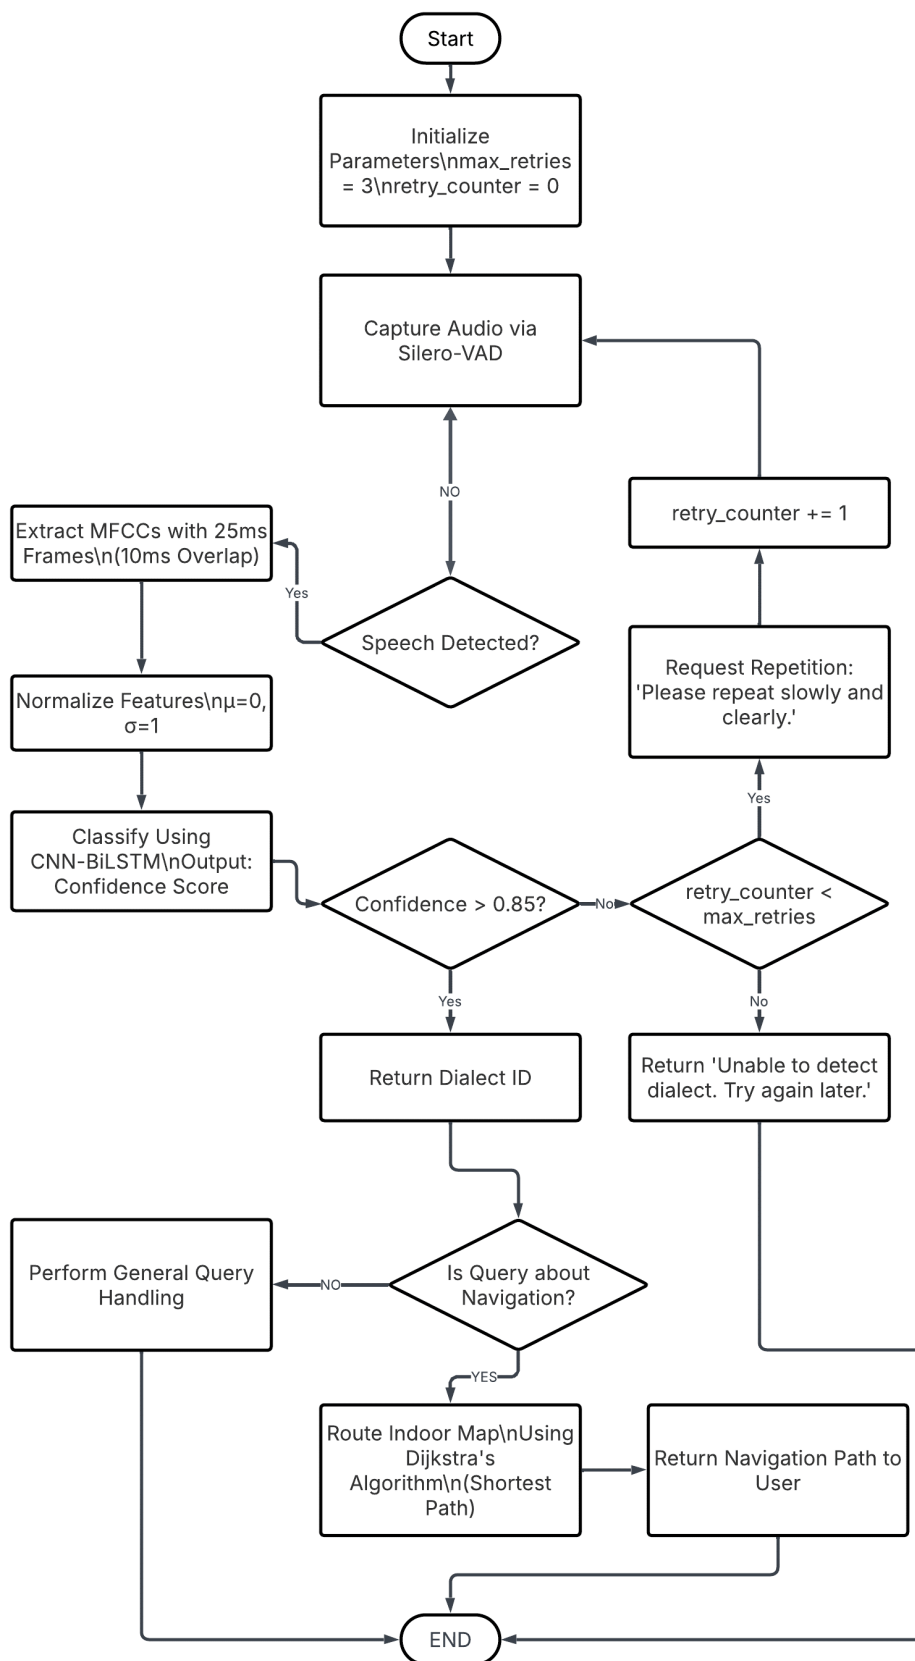 Start
Initialize
Parameters\nmax_retries
= 3\nretry_counter = 0
Capture Audio via
Silero-VAD
NO
retry_counter += 1
Extract MFCCs with 25ms
Frames\n(10ms Overlap)
Yes
Speech Detected?
Request Repetition:
'Please repeat slowly and
clearly.'
Normalize Features\nμ=0,
σ=1
Yes
Classify Using
CNN-BiLSTM\nOutput:
Confidence Score
Confidence > 0.85?
No
retry_counter <
max_retries
Yes
No
Return Dialect ID
Return 'Unable to detect
dialect. Try again later.'
Perform General Query
Handling
NO
Is Query about
Navigation?
YES
Route Indoor Map\nUsing
Dijkstra's
Algorithm\n(Shortest
Path)
Return Navigation Path to
User
END